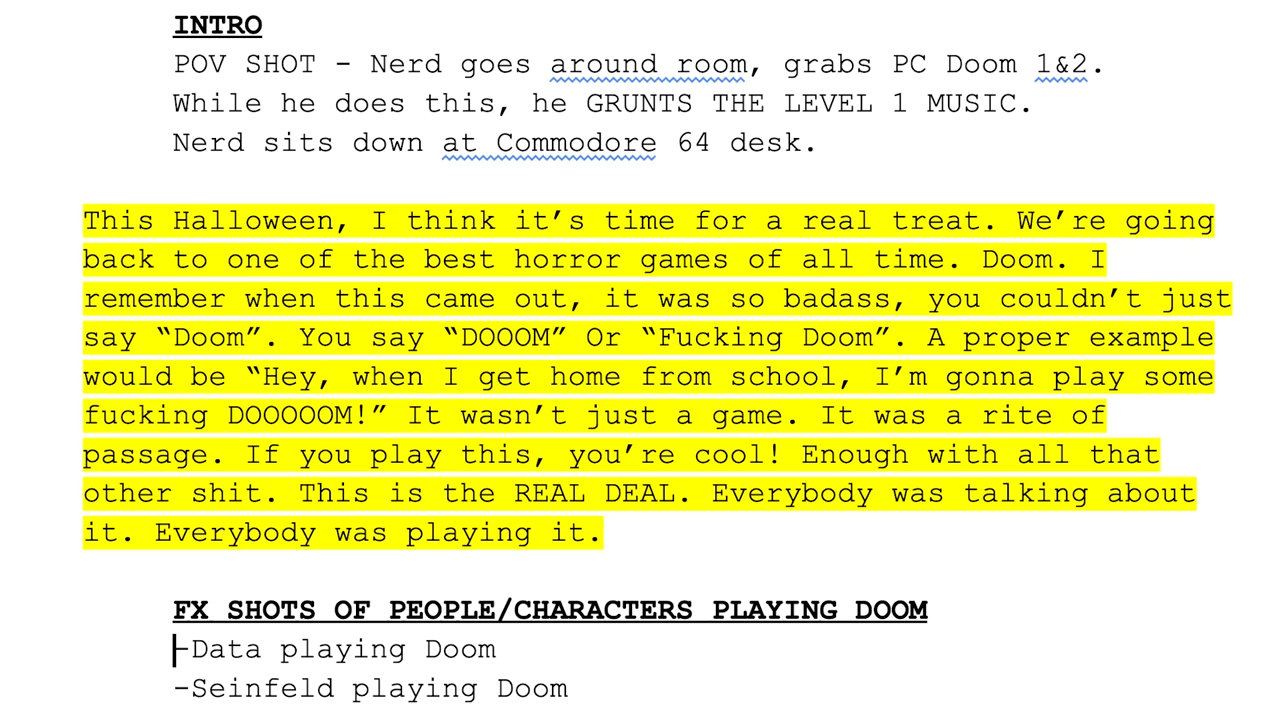 INTRO
POV SHOT - Nerd goes around room, grabs PC Doom 1&2.
While he does this, he GRUNTS THE LEVEL 1 MUSIC.
Nerd sits down at Commodore 64 desk.
This Halloween, I think it’s time for a real treat. We’re going
back to one of the best horror games of all time. Doom. I
remember when this came out, it was so badass, you couldn’t just
say “Doom”. You say “DOOOM” Or “Fucking Doom”. A proper example
would be “Hey, when I get home from school, I’m gonna play some
fucking DOOOOOM!” It wasn’t just a game. It was a rite of
passage. If you play this, you’re cool! Enough with all that
other shit. This is the REAL DEAL. Everybody was talking about
it. Everybody was playing it.
FX SHOTS OF PEOPLE/CHARACTERS PLAYING DOOM
-Data playing Doom
-Seinfeld playing Doom